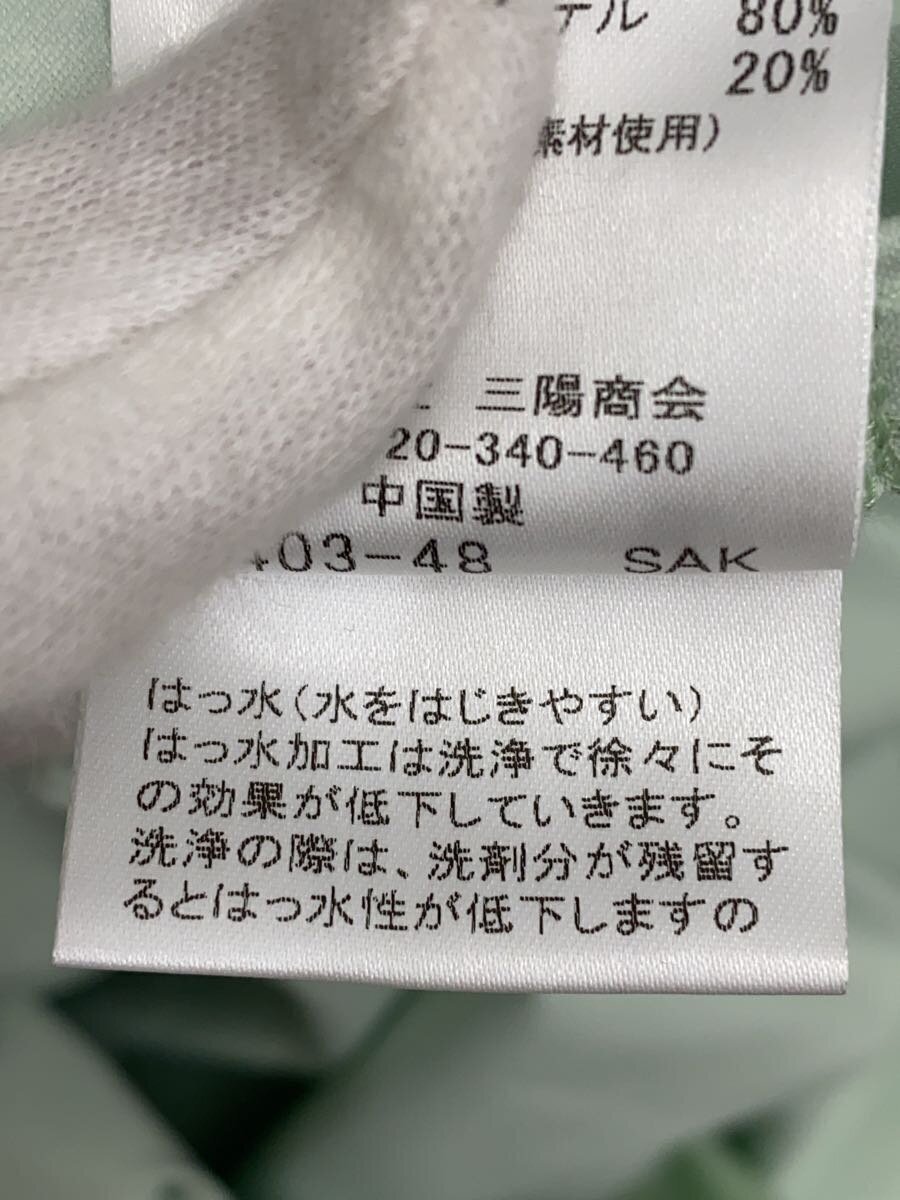 テル 80%
20%
素材使用)
三陽商会
20-340-460
中国製
403-48 SAK
はっ水(水をはじきやすい)
はっ水加工は洗浄で徐々にそ
の効果が低下していきます。
洗浄の際は、洗剤分が残留す
るとはっ水性が低下しますの